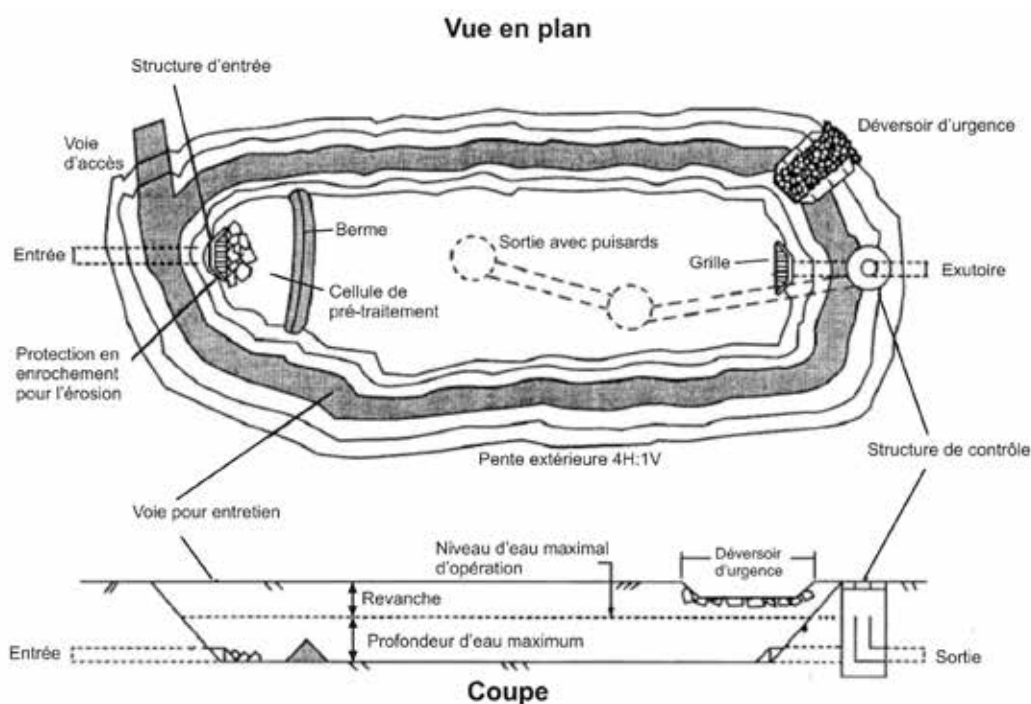 Vue en plan
Structure d'entrée
Voie
d'accès
Déversoir d'urgence
Entrée
Berme
Sortie avec puisards
Grille
Exutoire
Cellule de
pré-traitement
Protection en
enrochement
pour l'érosion
Pente extérieure 4H:1V
Structure de contrôle
Voie pour entretien
Niveau d'eau maximal
d'opération
Déversoir
d'urgence
Revanche
Profondeur d'eau maximum
Entrée
Sortie
Coupe